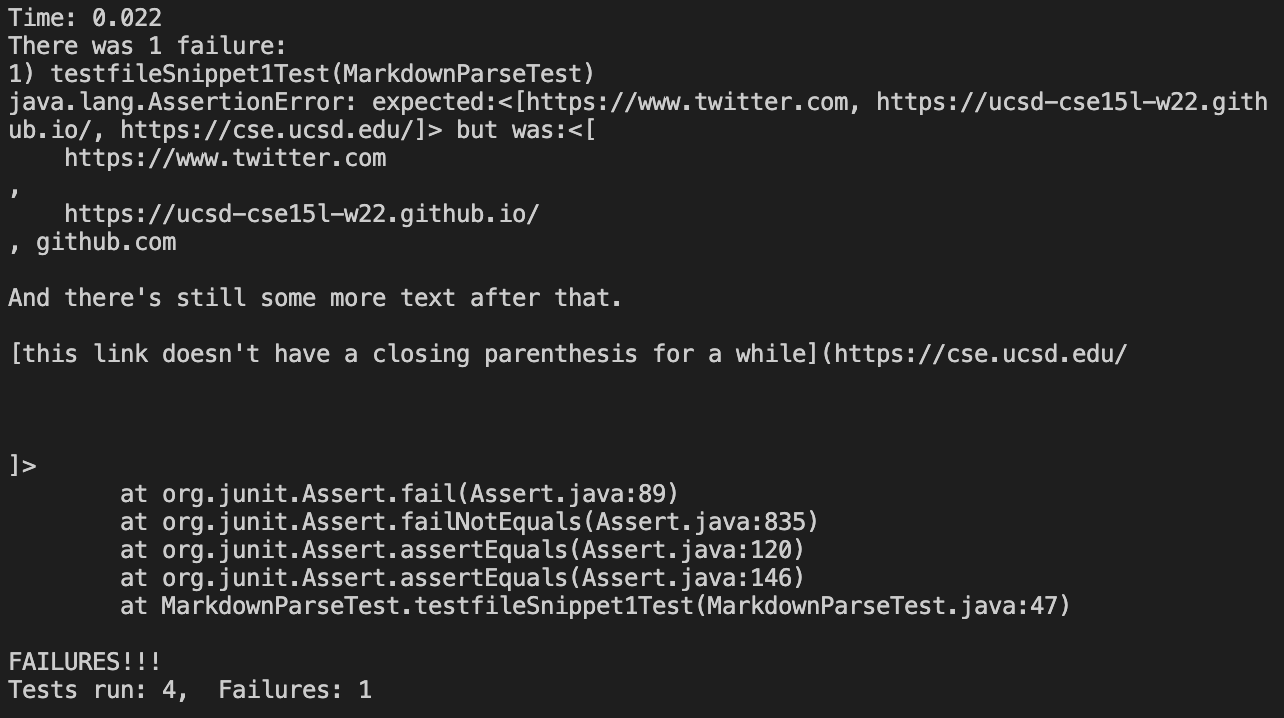 Time: 0.022
There was 1 failure:
1) testfileSnippet1Test(MarkdownParseTest)
java.lang.AssertionError: expected:<[https://www.twitter.com, https://ucsd-cse15l-w22.gith
ub.io/, https://cse.ucsd.edu/]> but was:<[
    https://www.twitter.com
,
    https://ucsd-cse15l-w22.github.io/
, github.com

And there's still some more text after that.

[this link doesn't have a closing parenthesis for a while](https://cse.ucsd.edu/



]>
        at org.junit.Assert.fail(Assert.java:89)
        at org.junit.Assert.failNotEquals(Assert.java:835)
        at org.junit.Assert.assertEquals(Assert.java:120)
        at org.junit.Assert.assertEquals(Assert.java:146)
        at MarkdownParseTest.testfileSnippet1Test(MarkdownParseTest.java:47)

FAILURES!!!
Tests run: 4,  Failures: 1